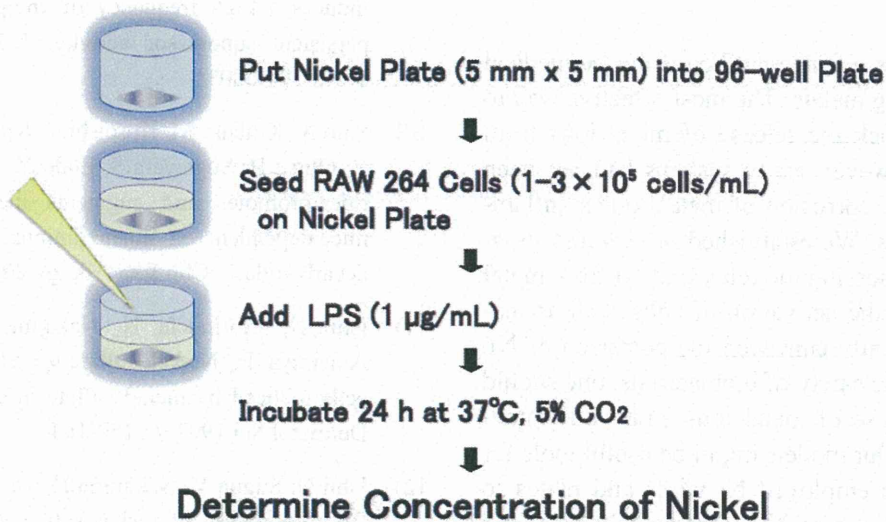 Put Nickel Plate (5 mm x 5 mm) into 96-well Plate
Seed RAW 264 Cells (1-3×10⁵ cells/mL)
on Nickel Plate
Add LPS (1 µg/mL)
Incubate 24 h at 37℃, 5% CO₂
Determine Concentration of Nickel